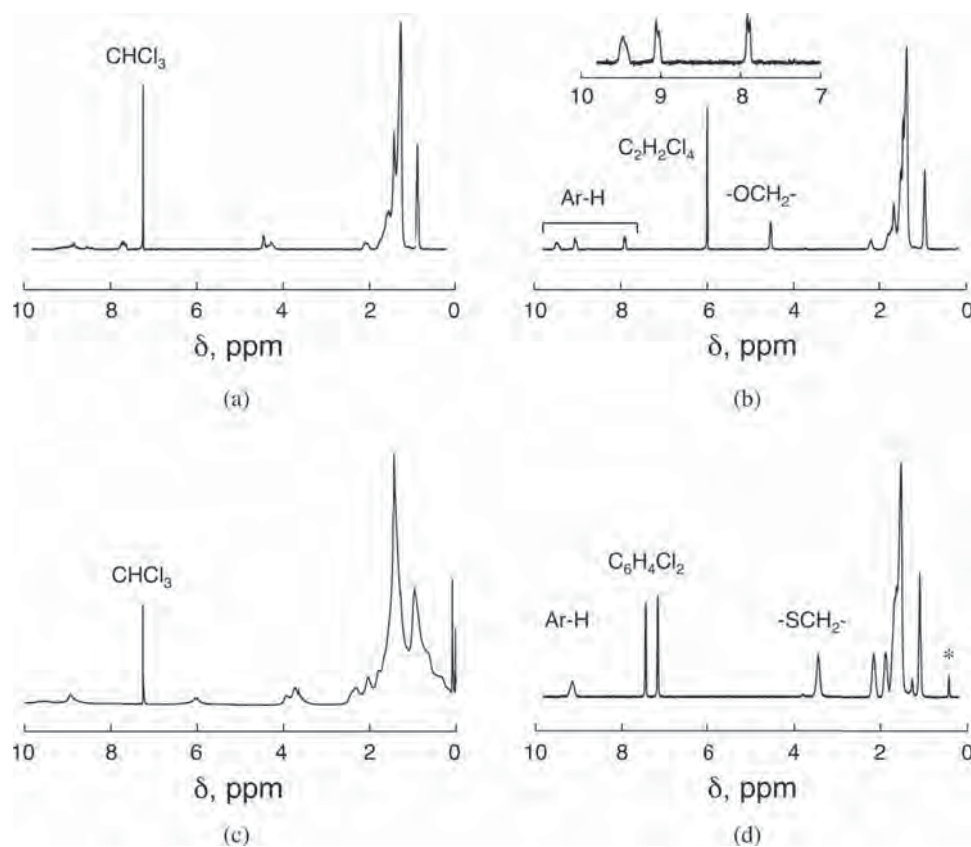 CHCl₃
10 8 6 4 2 0
δ, ppm
(a)
10 9 8 7
C₂H₂Cl₄
-OCH₂-
Ar-H
10 8 6 4 2 0
δ, ppm
(b)
CHCl₃
10 8 6 4 2 0
δ, ppm
(c)
C₆H₄Cl₂
Ar-H
-SCH₂-
*
10 8 6 4 2 0
δ, ppm
(d)